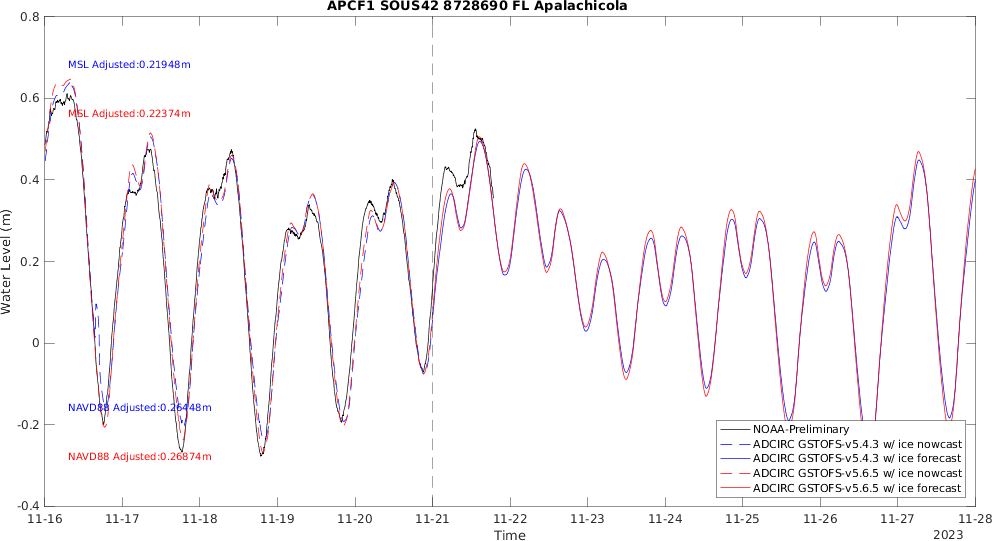 APCF1 SOUS42 8728690 FL Apalachicola
0.8
0.6
0.4
0.2
0
-0.2
-0.4
Water Level (m)
MSL Adjusted:0.21948m
MSL Adjusted:0.22374m
NAVD88 Adjusted:0.26448m
NAVD88 Adjusted:0.26874m
NOAA-Preliminary
ADCIRC GSTOFS-v5.4.3 w/ ice nowcast
ADCIRC GSTOFS-v5.4.3 w/ ice forecast
ADCIRC GSTOFS-v5.6.5 w/ ice nowcast
ADCIRC GSTOFS-v5.6.5 w/ ice forecast
11-16 11-17 11-18 11-19 11-20 11-21 11-22 11-23 11-24 11-25 11-26 11-27 11-28
Time
2023